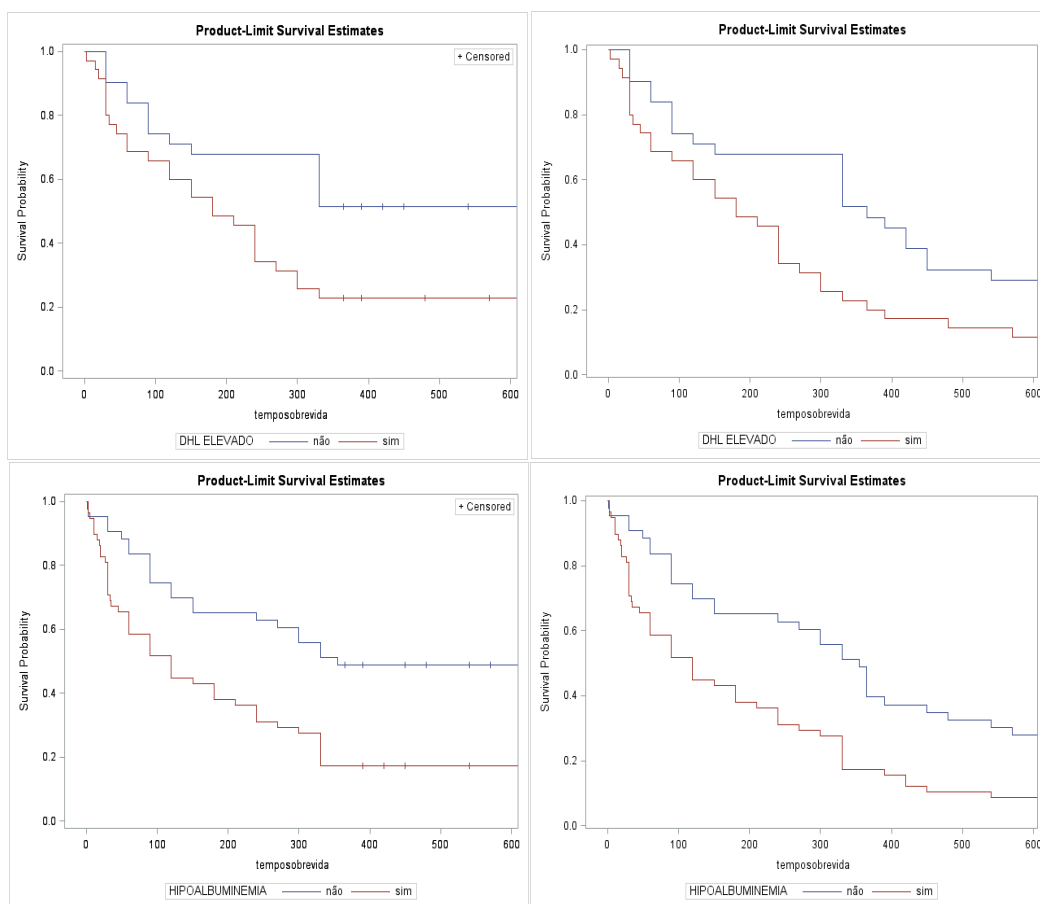 Product-Limit Survival Estimates
+ Censored
Survival Probability
1.0
0.8
0.6
0.4
0.2
0.0
0 100 200 300 400 500 600
temposobrevida
DHL ELEVADO não sim
Product-Limit Survival Estimates
Survival Probability
1.0
0.8
0.6
0.4
0.2
0.0
0 100 200 300 400 500 600
temposobrevida
DHL ELEVADO não sim
Product-Limit Survival Estimates
+ Censored
Survival Probability
1.0
0.8
0.6
0.4
0.2
0.0
0 100 200 300 400 500 600
temposobrevida
HIPOALBUMINEMIA não sim
Product-Limit Survival Estimates
Survival Probability
1.0
0.8
0.6
0.4
0.2
0.0
0 100 200 300 400 500 600
temposobrevida
HIPOALBUMINEMIA não sim